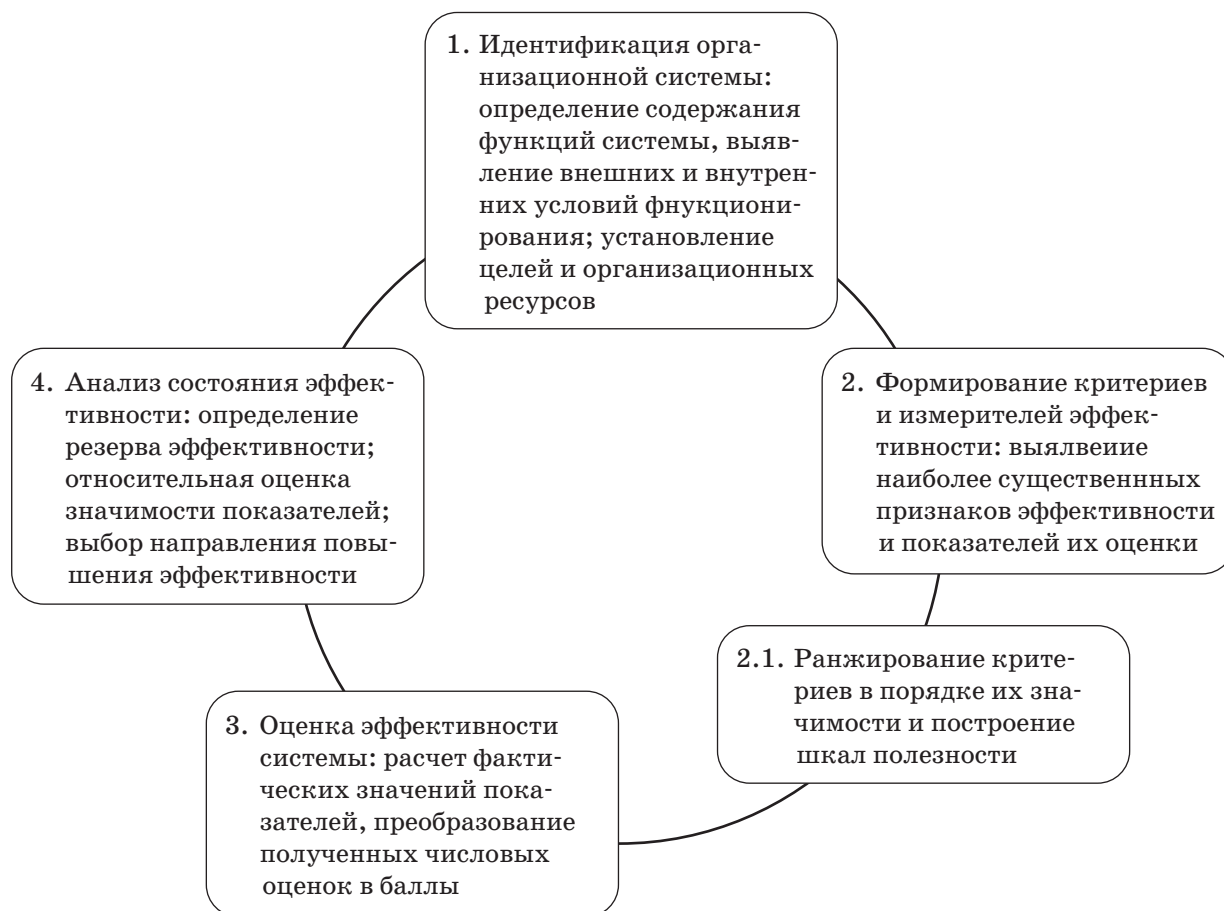 1. Идентификация орга-
низационной системы:
определение содержания
функций системы, выяв-
ление внешних и внутрен-
них условий фнукциони-
рования; установление
целей и организационных
ресурсов
2. Формирование критериев
и измерителей эффек-
тивности: выялвеиие
наиболее существеннных
признаков эффективности
и показателей их оценки
2.1. Ранжирование крите-
риев в порядке их зна-
чимости и построение
шкал полезности
3. Оценка эффективности
системы: расчет факти-
ческих значений пока-
зателей, преобразование
полученных числовых
оценок в баллы
4. Анализ состояния эффек-
тивности: определение
резерва эффективности;
относительная оценка
значимости показателей;
выбор направления повы-
шения эффективности